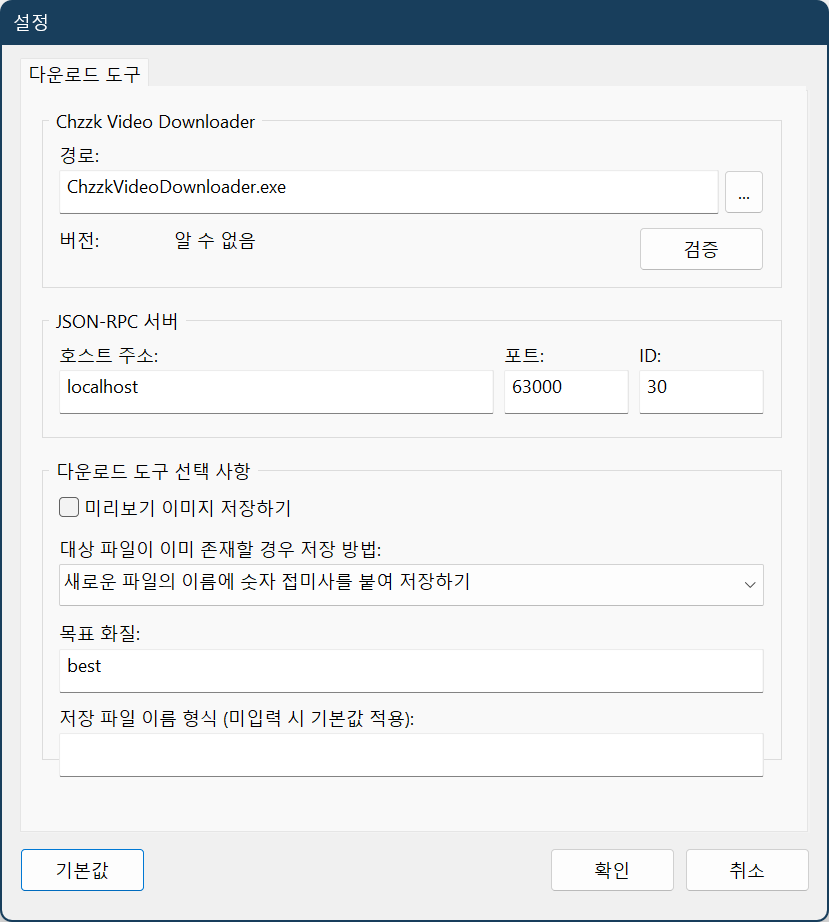 설정
다운로드 도구
Chzzk Video Downloader
경로:
ChzzkVideoDownloader.exe
...
버전: 알 수 없음
검증
JSON-RPC 서버
호스트 주소: 포트: ID:
localhost 63000 30
다운로드 도구 선택 사항
미리보기 이미지 저장하기
대상 파일이 이미 존재할 경우 저장 방법:
새로운 파일의 이름에 숫자 접미사를 붙여 저장하기
목표 화질:
best
저장 파일 이름 형식 (미입력 시 기본값 적용):
기본값 확인 취소